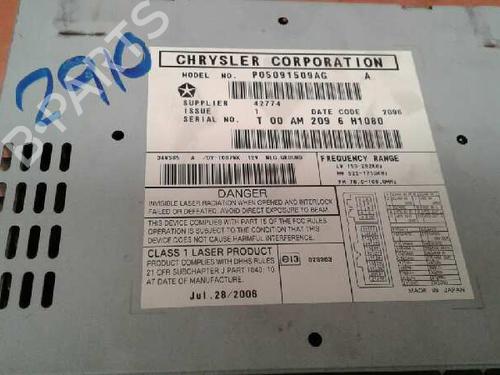 2910
B-PARTS
CHRYSLER CORPORATION
MODEL NO. P05091509AG A
SUPPLIER 42774
ISSUE 1 DATE CODE 2096
SERIAL NO. T 00 AM 209 6 H1080
12V NEG.GROUND
FREQUENCY RANGE
DANGER
INVISIBLE LASER RADIATION WHEN OPENED AND INTERLOCK
FAILED OR DEFEATED. AVOID DIRECT EXPOSURE TO BEAM.
THIS DEVICE COMPLIES WITH PART 15 OF THE FCC RULES
OPERATION IS SUBJECT TO THE CONDITION THAT THIS
DEVICE DOES NOT CAUSE HARMFUL INTERFERENCE.
CLASS 1 LASER PRODUCT
PRODUCT COMPLIES WITH DHHS RULES
21 CFR SUBCHAPTER J PART 1040: 10
AT DATE OF MANUFACTURE.
Jul./28/2006
MADE IN JAPAN